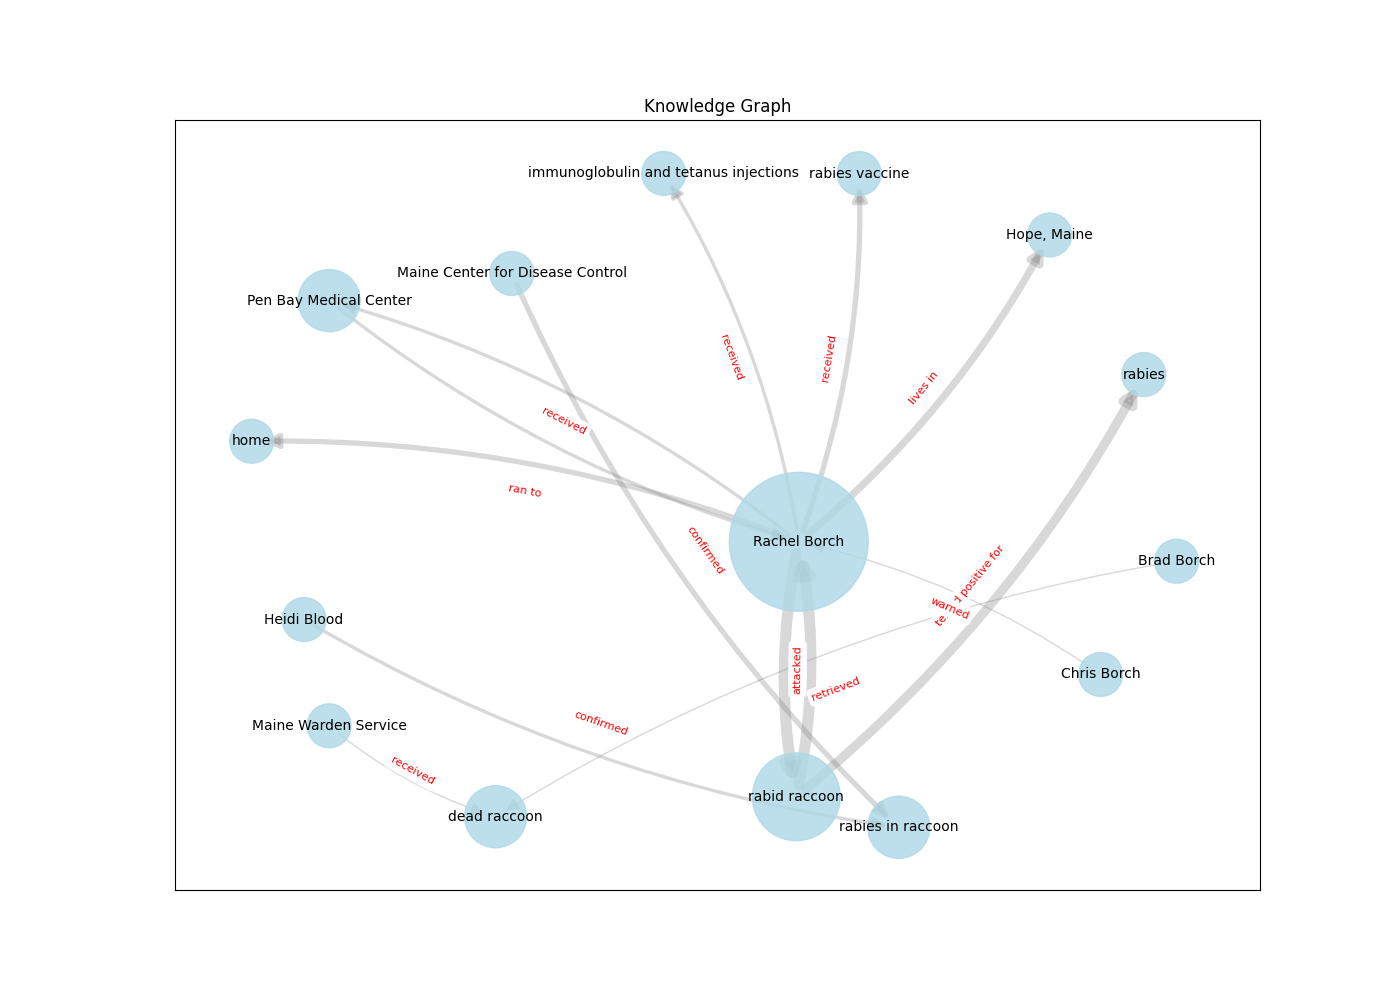 Knowledge Graph
immunoglobulin and tetanus injections
rabies vaccine
Hope, Maine
Maine Center for Disease Control
Pen Bay Medical Center
received
received
lives in
rabies
received
home
ran to
confirmed
Rachel Borch
Brad Borch
positive for
warned
Heidi Blood
attacked
retrieved
Chris Borch
confirmed
Maine Warden Service
received
rabid raccoon
dead raccoon
rabies in raccoon